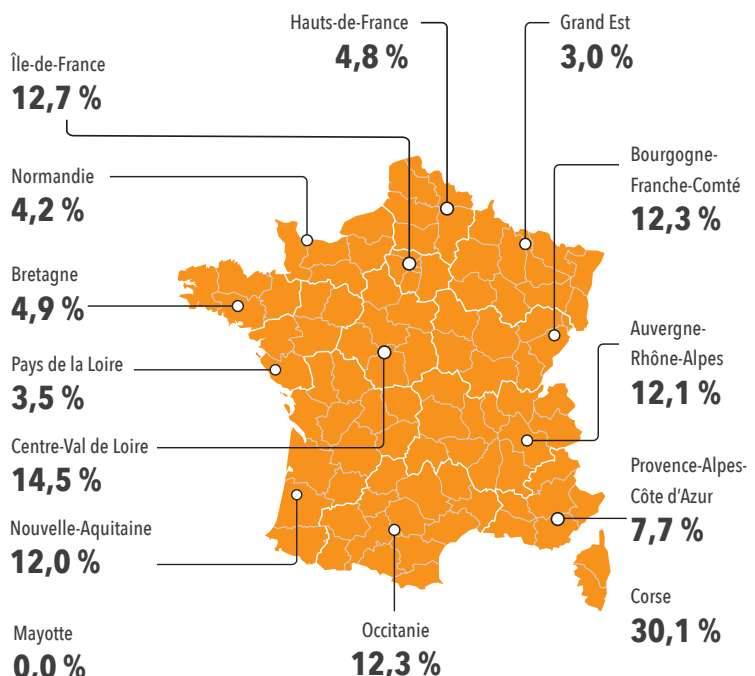 Hauts-de-France
4,8 %
Grand Est
3,0 %
Île-de-France
12,7 %
Bourgogne-
Franche-Comté
12,3 %
Normandie
4,2 %
Bretagne
4,9 %
Auvergne-
Rhône-Alpes
12,1 %
Pays de la Loire
3,5 %
Centre-Val de Loire
14,5 %
Provence-Alpes-
Côte d'Azur
7,7 %
Nouvelle-Aquitaine
12,0 %
Corse
30,1 %
Occitanie
12,3 %
Mayotte
0,0 %